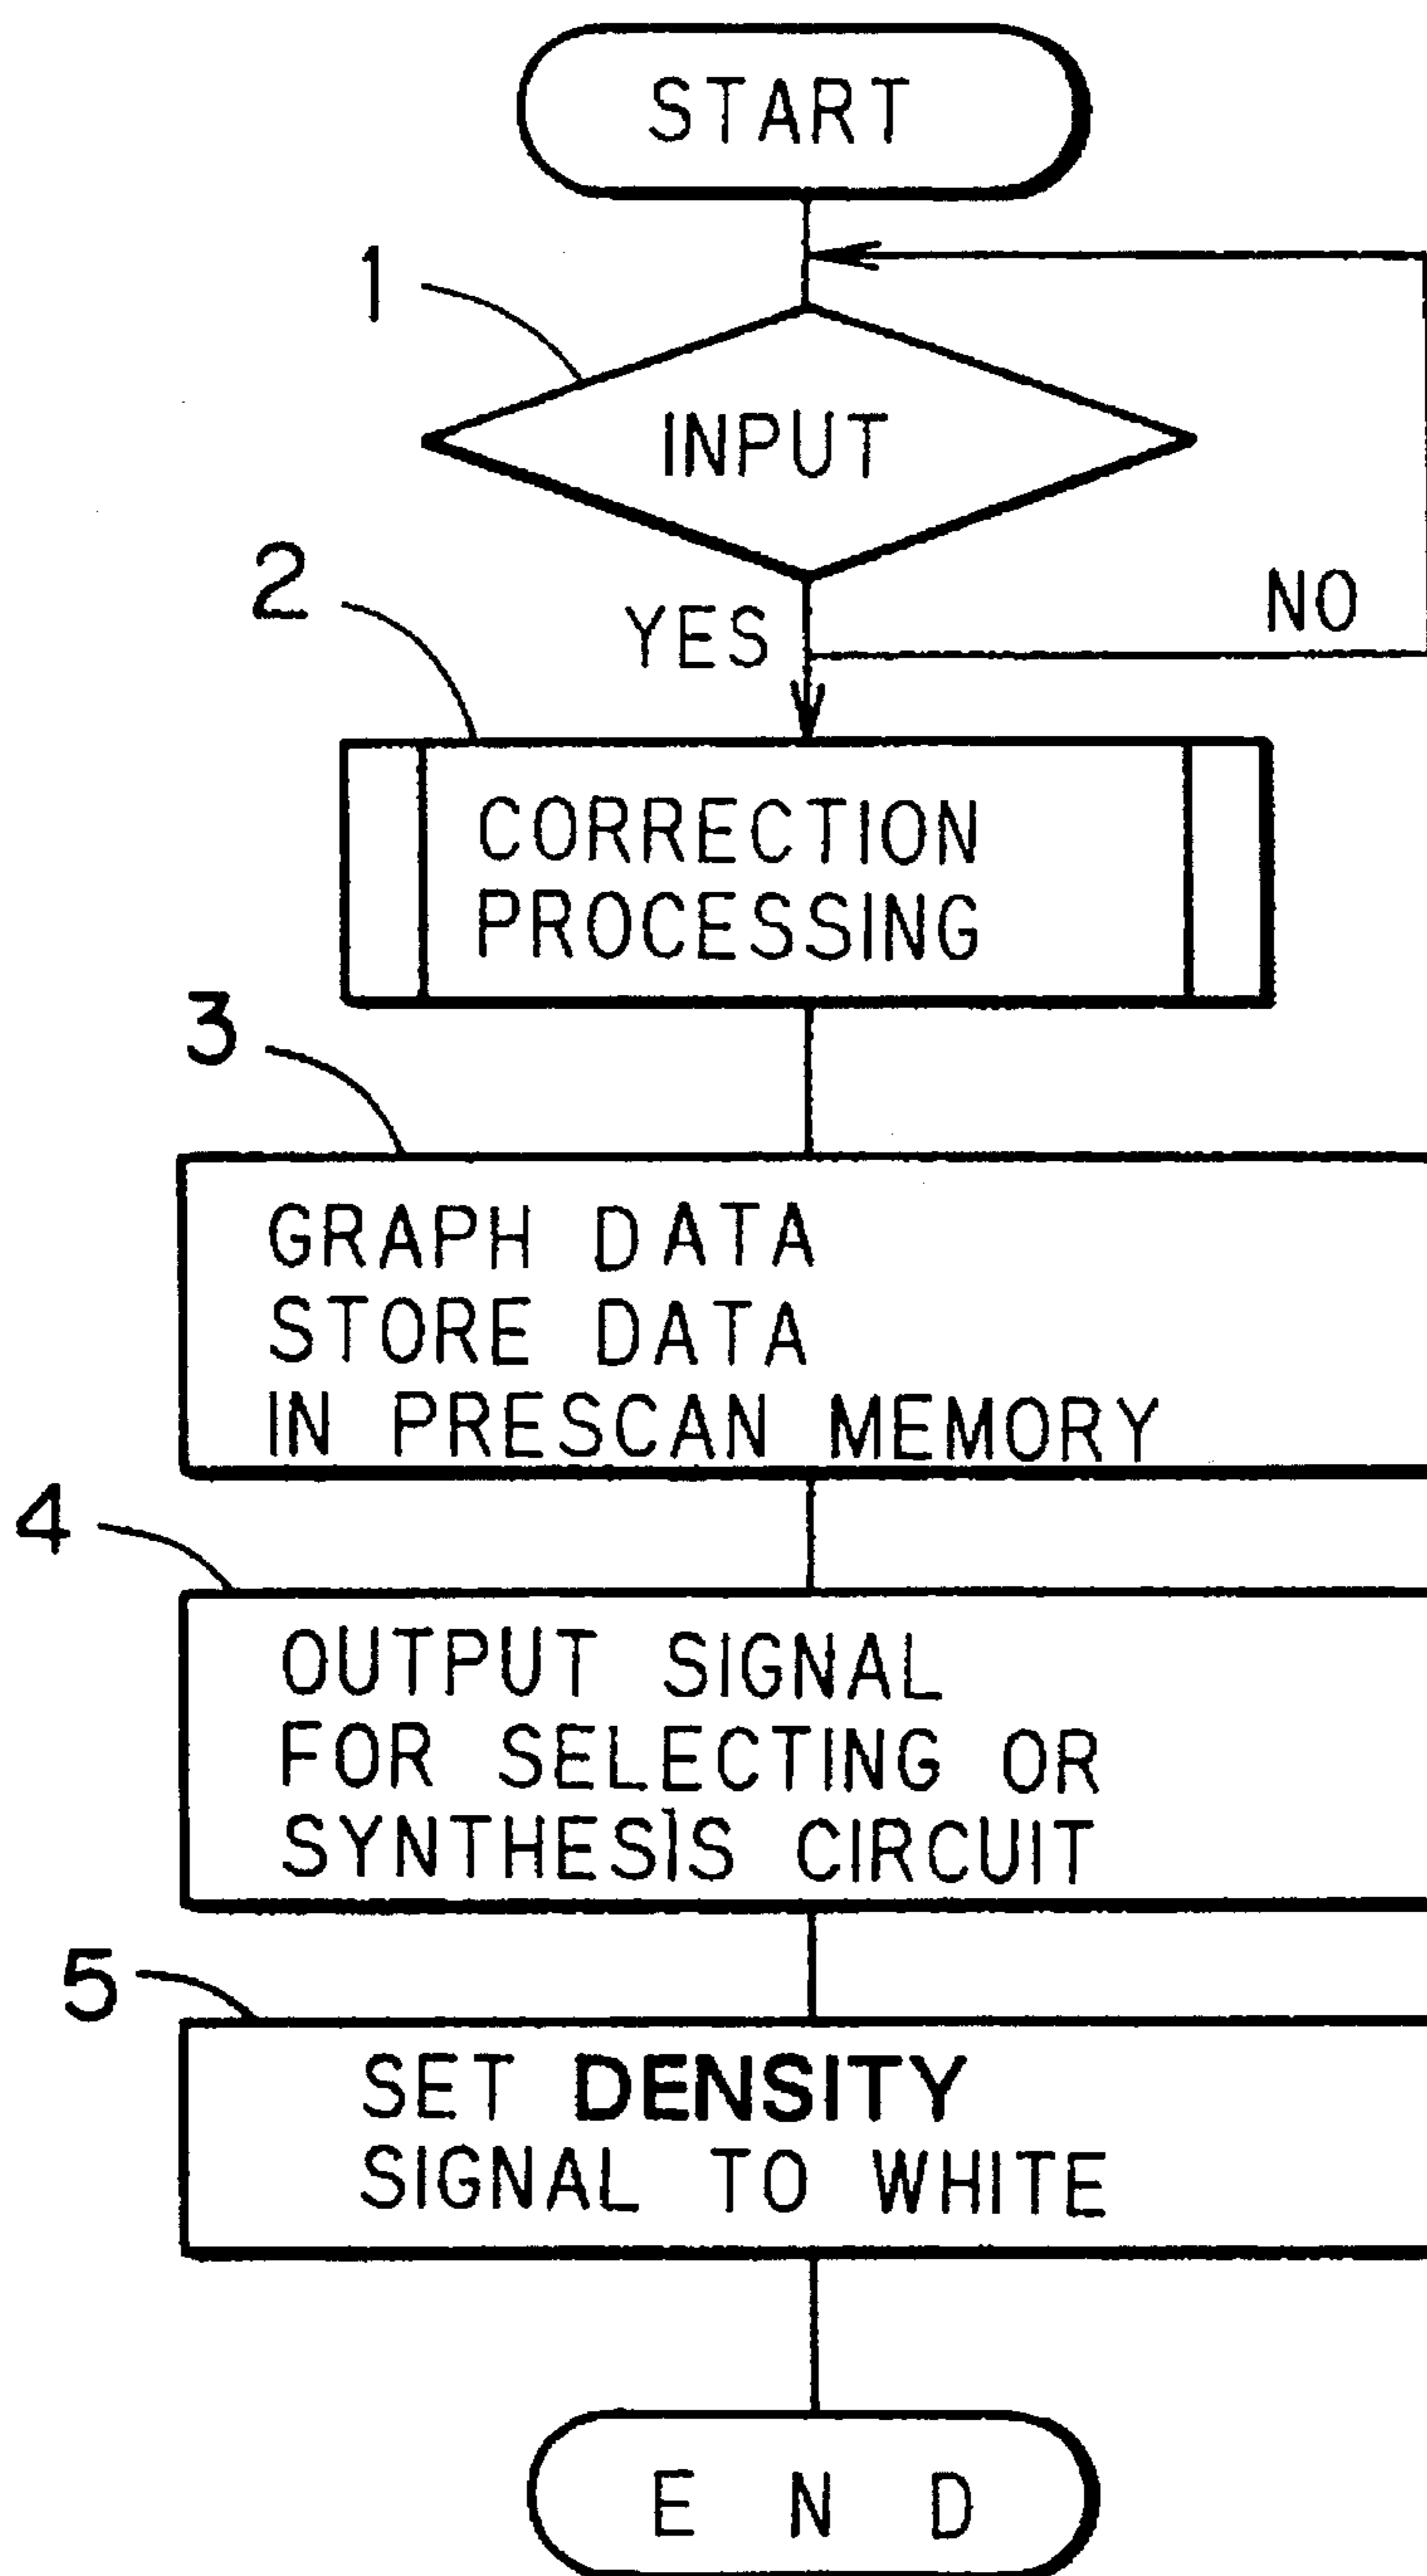 START
1
INPUT
2
YES
NO
CORRECTION
PROCESSING
3
GRAPH DATA
STORE DATA
IN PRESCAN MEMORY
4
OUTPUT SIGNAL
FOR SELECTING OR
SYNTHESIS CIRCUIT
5
SET DENSITY
SIGNAL TO WHITE
E N D